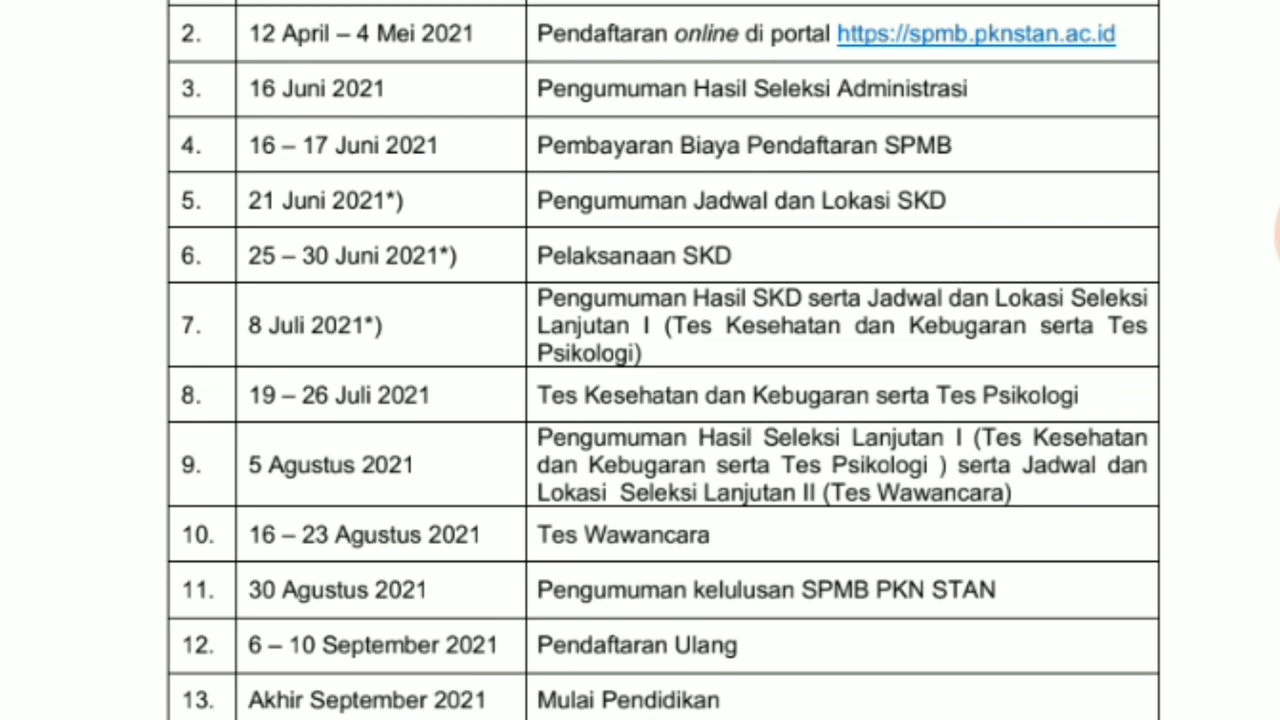 2. 12 April – 4 Mei 2021 Pendaftaran online di portal https://spmb.pknstan.ac.id
3. 16 Juni 2021 Pengumuman Hasil Seleksi Administrasi
4. 16 – 17 Juni 2021 Pembayaran Biaya Pendaftaran SPMB
5. 21 Juni 2021*) Pengumuman Jadwal dan Lokasi SKD
6. 25 – 30 Juni 2021*) Pelaksanaan SKD
7. 8 Juli 2021*) Pengumuman Hasil SKD serta Jadwal dan Lokasi Seleksi
Lanjutan I (Tes Kesehatan dan Kebugaran serta Tes
Psikologi)
8. 19 – 26 Juli 2021 Tes Kesehatan dan Kebugaran serta Tes Psikologi
9. 5 Agustus 2021 Pengumuman Hasil Seleksi Lanjutan I (Tes Kesehatan
dan Kebugaran serta Tes Psikologi ) serta Jadwal dan
Lokasi Seleksi Lanjutan II (Tes Wawancara)
10. 16 – 23 Agustus 2021 Tes Wawancara
11. 30 Agustus 2021 Pengumuman kelulusan SPMB PKN STAN
12. 6 – 10 September 2021 Pendaftaran Ulang
13. Akhir September 2021 Mulai Pendidikan